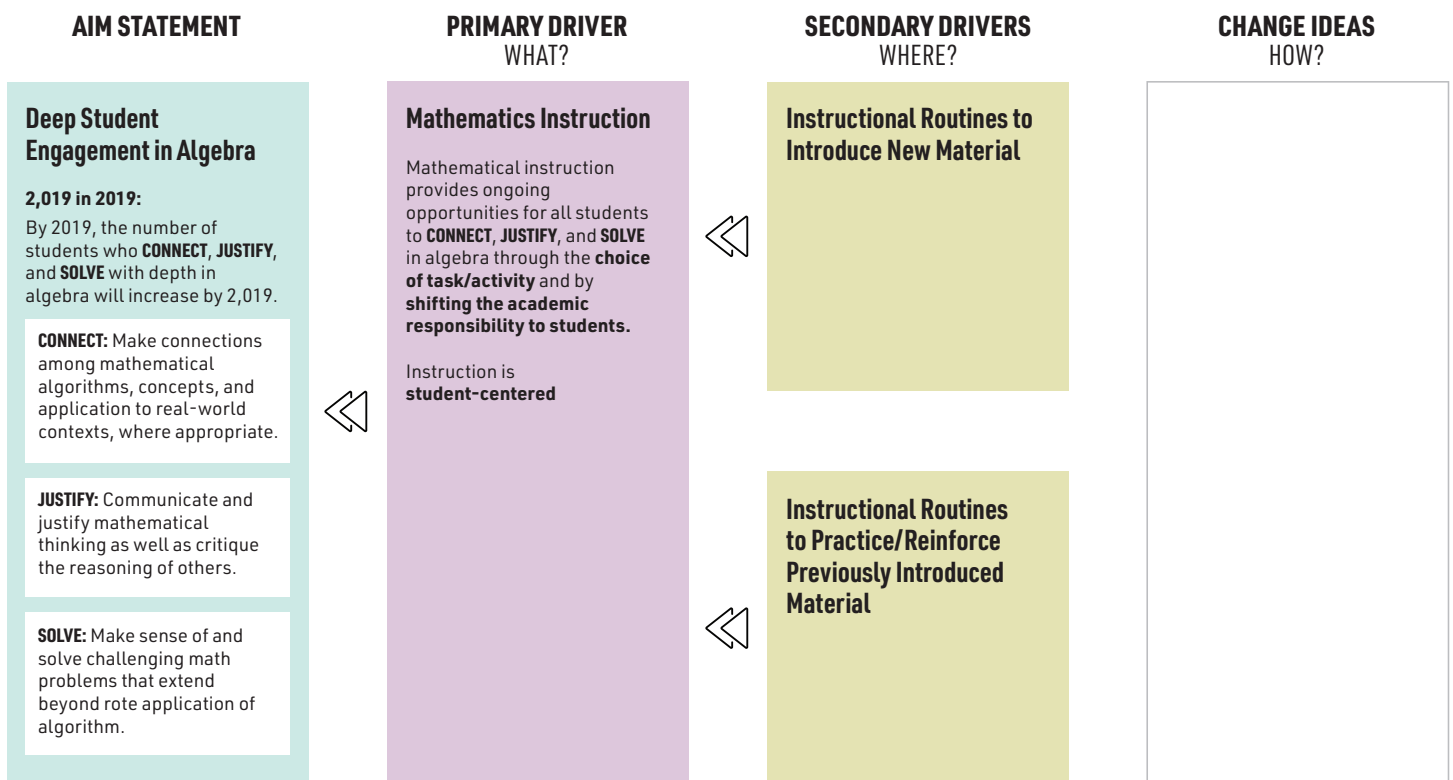 AIM STATEMENT
Deep Student
Engagement in Algebra
2,019 in 2019:
By 2019, the number of
students who CONNECT, JUSTIFY,
and SOLVE with depth in
algebra will increase by 2,019.
CONNECT: Make connections
among mathematical
algorithms, concepts, and
application to real-world
contexts, where appropriate.
JUSTIFY: Communicate and
justify mathematical
thinking as well as critique
the reasoning of others.
SOLVE: Make sense of and
solve challenging math
problems that extend
beyond rote application of
algorithm.
PRIMARY DRIVER
WHAT?
Mathematics Instruction
Mathematical instruction
provides ongoing
opportunities for all students
to CONNECT, JUSTIFY, and SOLVE
in algebra through the choice
of task/activity and by
shifting the academic
responsibility to students.
Instruction is
student-centered
SECONDARY DRIVERS
WHERE?
Instructional Routines to
Introduce New Material
Instructional Routines
to Practice/Reinforce
Previously Introduced
Material
CHANGE IDEAS
HOW?